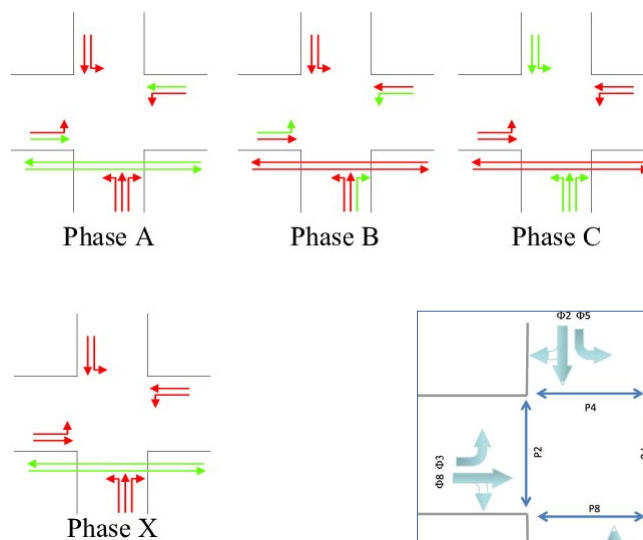 Phase A
Phase B
Phase C
Phase X
Φ2 Φ5
P4
Φ8 Φ3
P2
P8